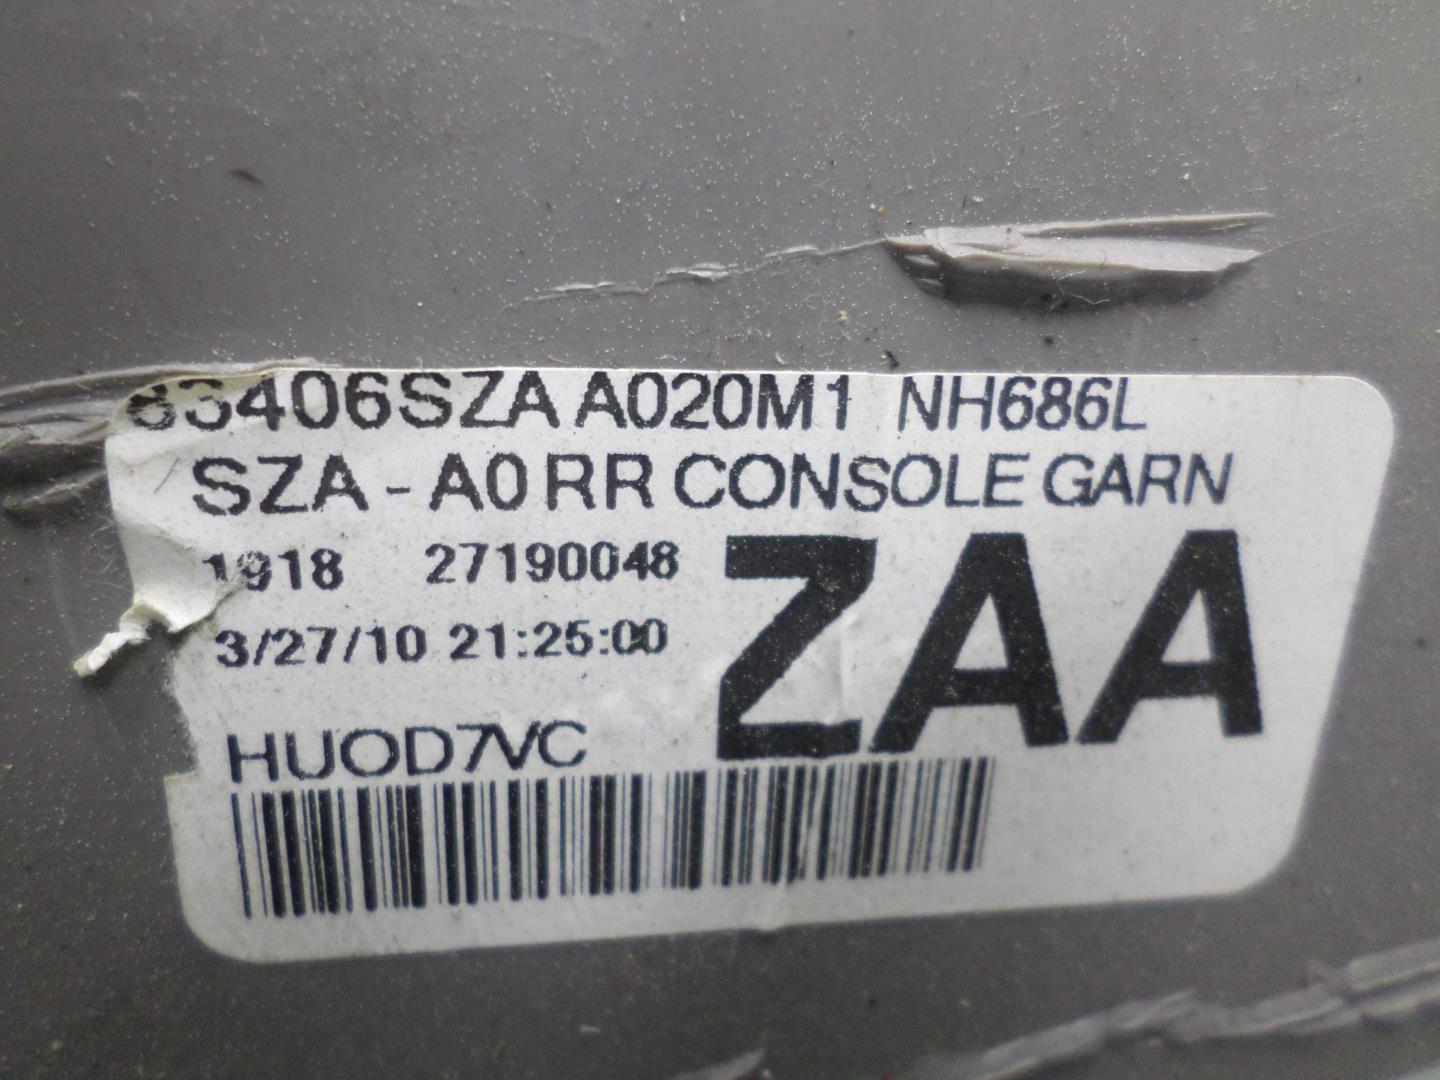 83406SZA A020M1 NH686L
SZA - A0 RR CONSOLE GARN
1918 27190048
ZAA
3/27/10 21:25:00
HUOD7VC